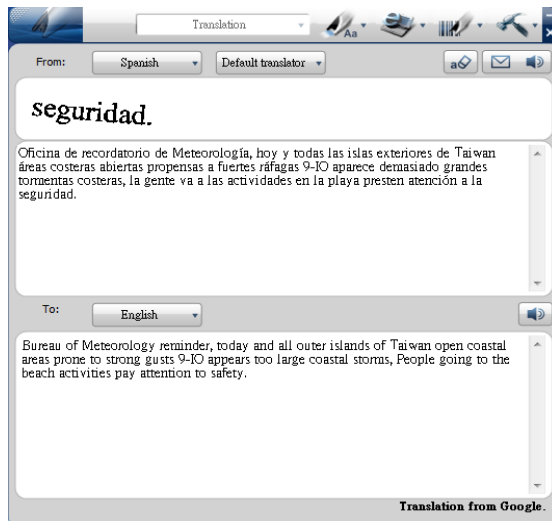 Translation
Aa
From:
Spanish
Default translator
a
seguridad.
Oficina de recordatorio de Meteorología, hoy y todas las islas exteriores de Taiwan
áreas costeras abiertas propensas a fuertes ráfagas 9-IO aparece demasiado grandes
tormentas costeras, la gente va a las actividades en la playa presten atención a la
seguridad.
To:
English
Bureau of Meteorology reminder, today and all outer islands of Taiwan open coastal
areas prone to strong gusts 9-IO appears too large coastal storms, People going to the
beach activities pay attention to safety.
Translation from Google.